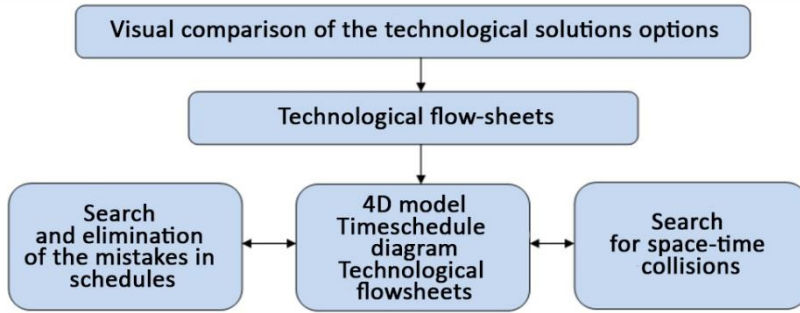 Visual comparison of the technological solutions options
Technological flow-sheets
Search
and elimination
of the mistakes in
schedules
4D model
Timeschedule
diagram
Technological
flowsheets
Search
for space-time
collisions